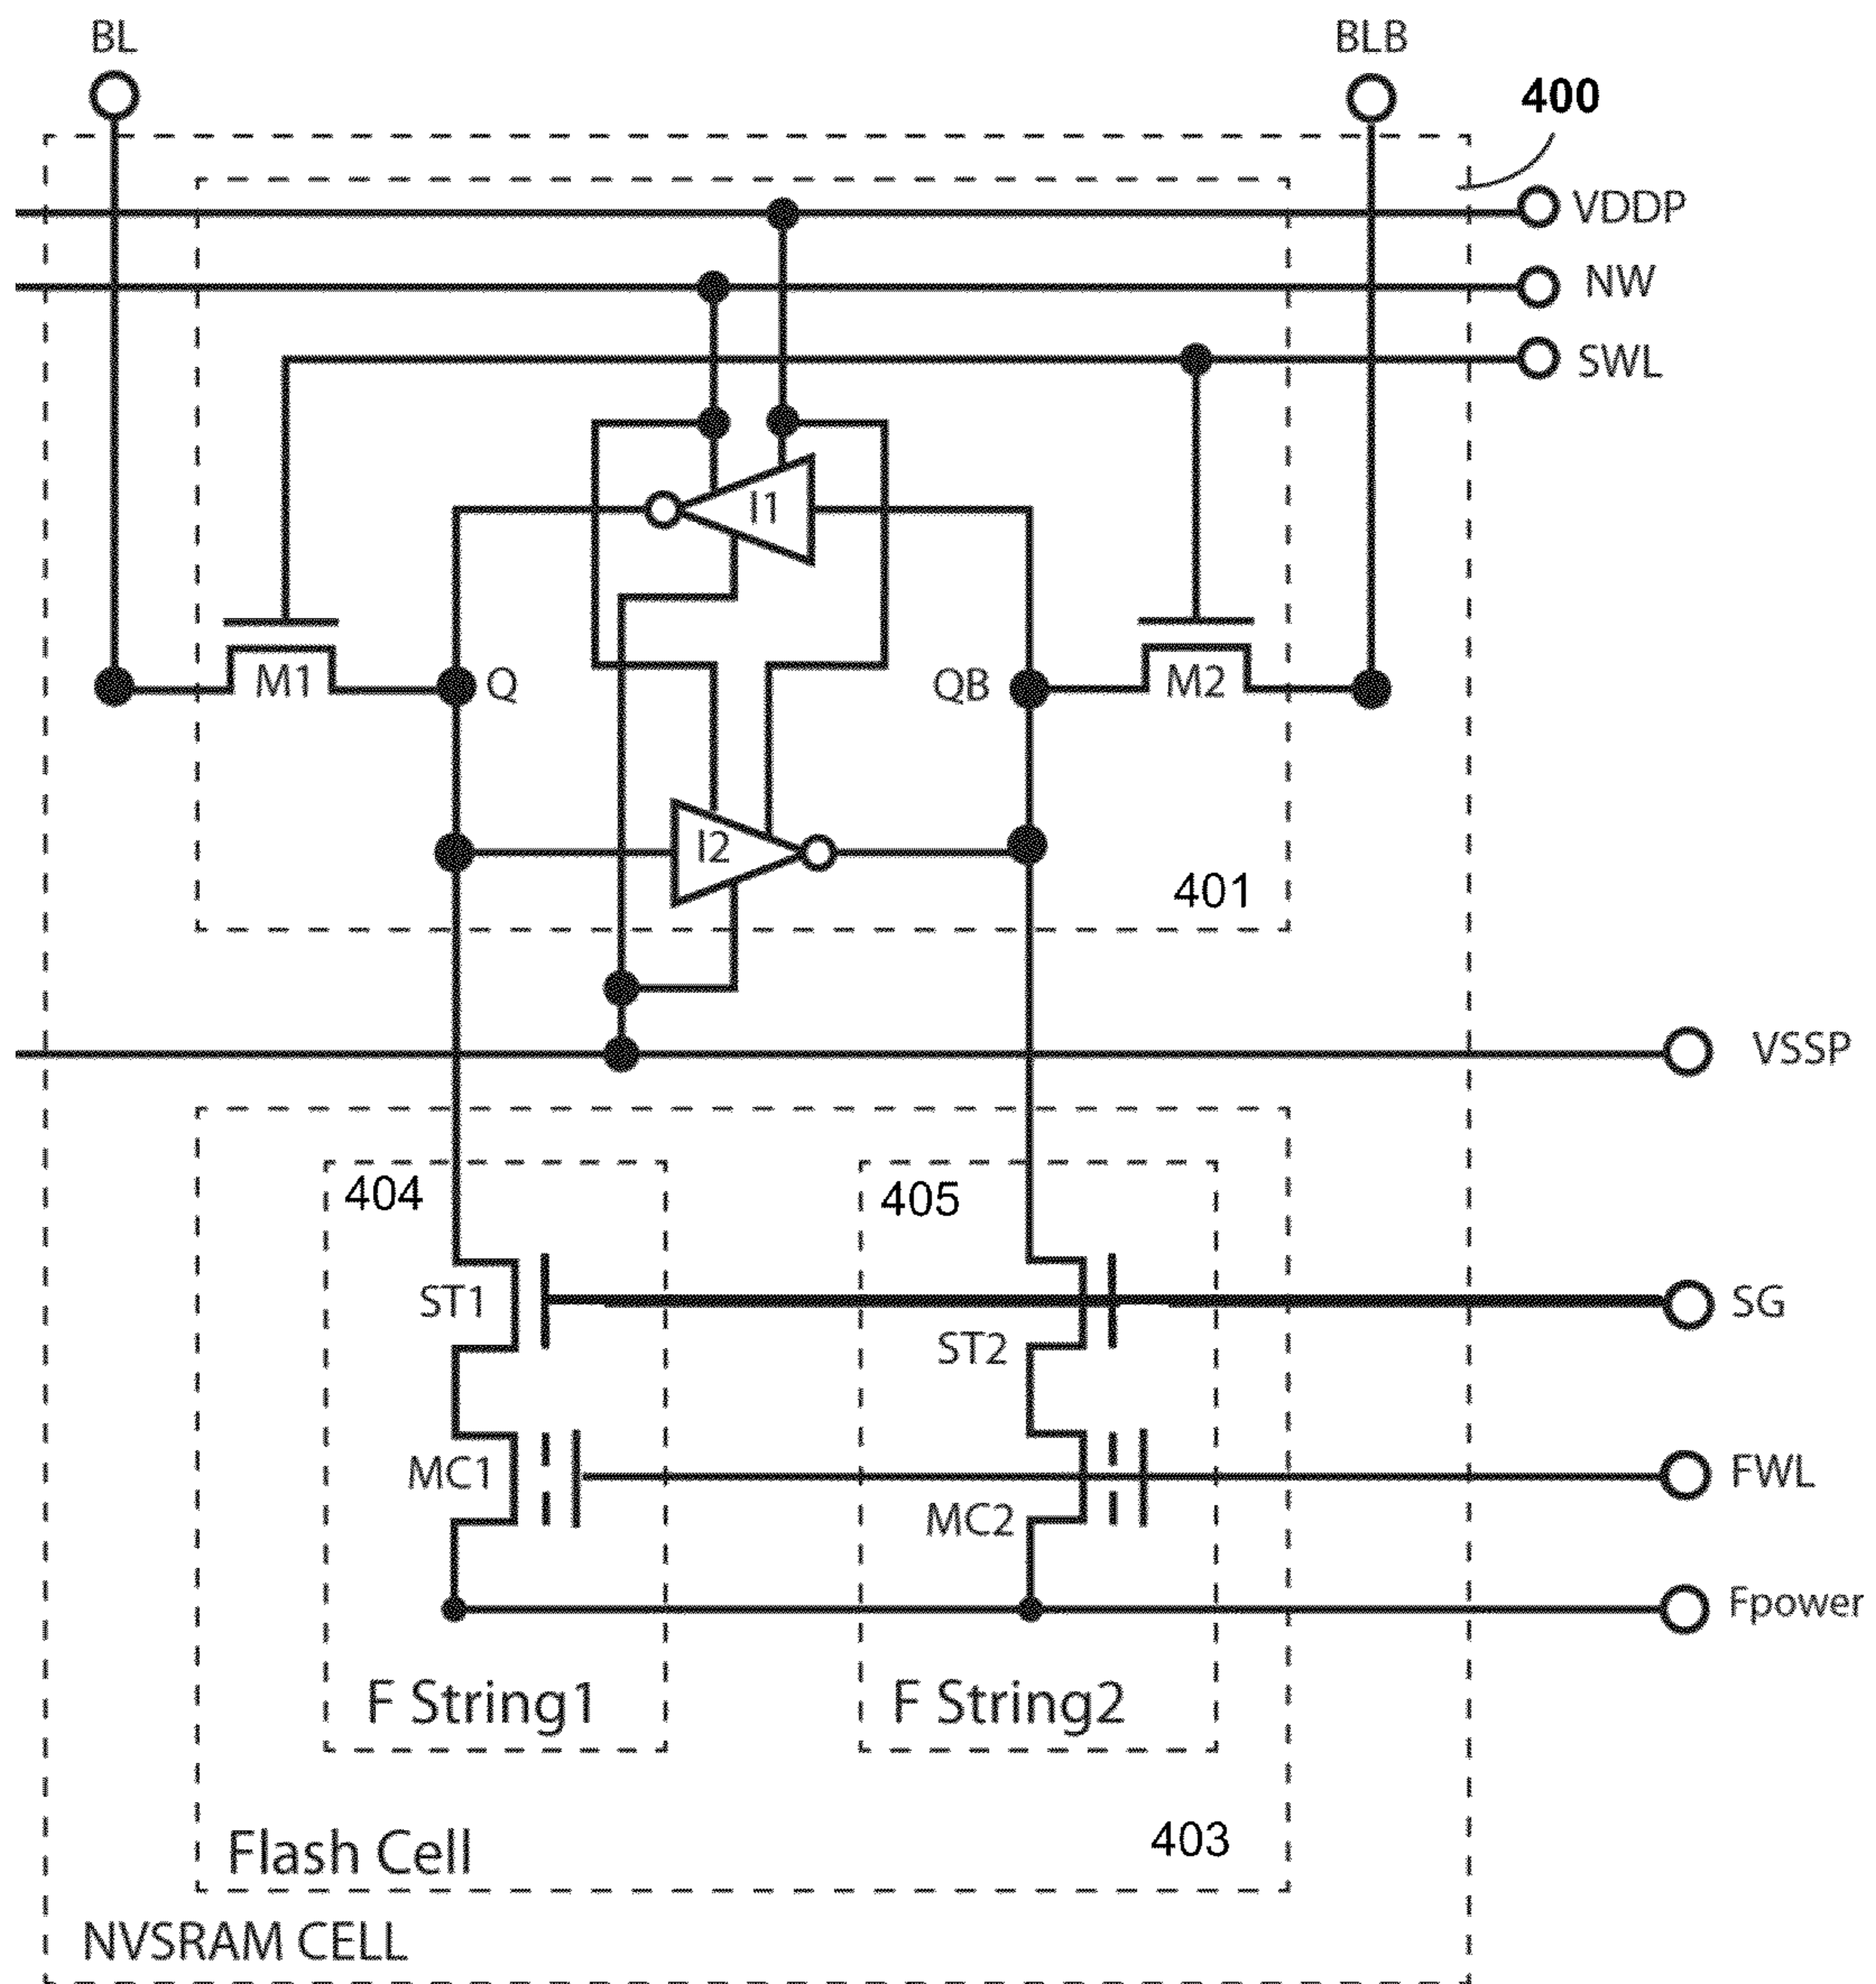 BL
BLB
400
VDDP
NW
SWL
I1
M1
Q
QB
M2
I2
401
VSSP
404
405
ST1
SG
ST2
MC1
FWL
MC2
Fpower
F String1
F String2
Flash Cell
403
NVSRAM CELL